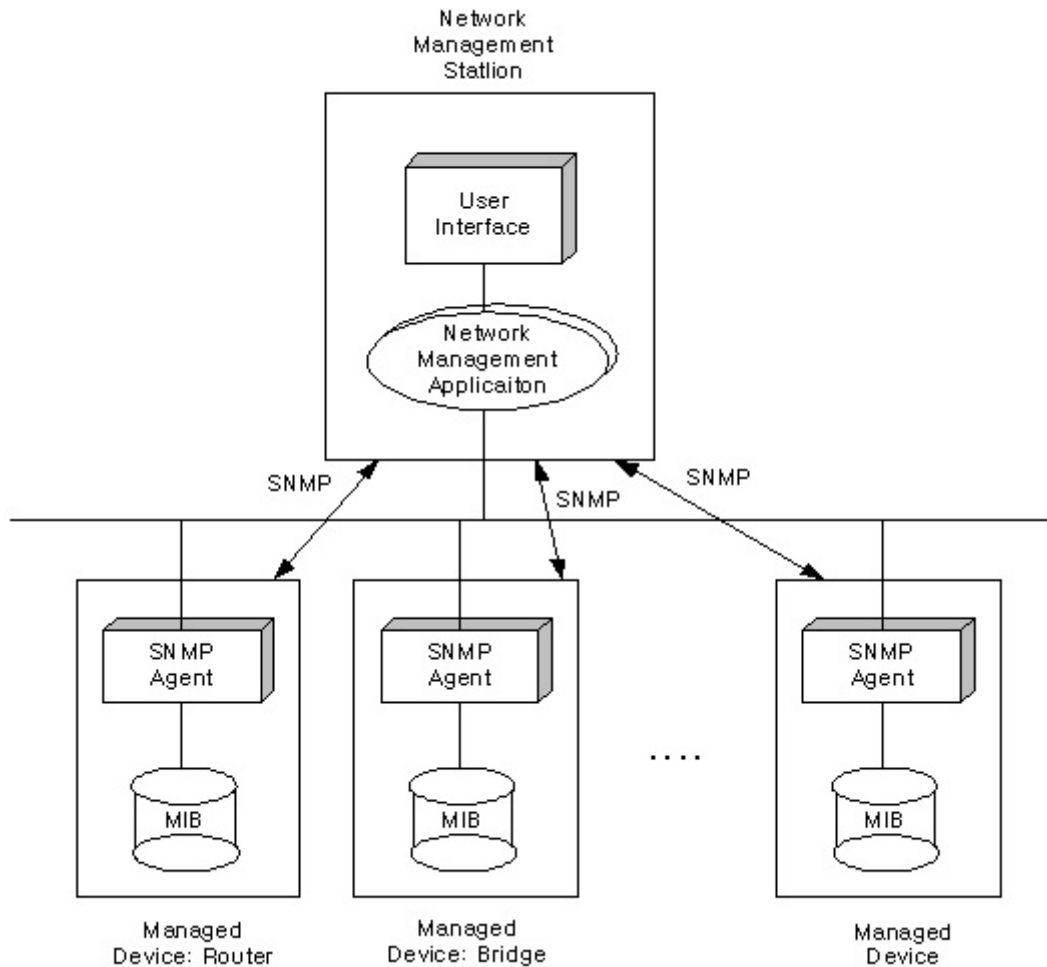 Network
Management
Statlion
User
Interface
Network
Management
Applicaiton
SNMP
SNMP
SNMP
SNMP
Agent
MIB
SNMP
Agent
MIB
....
SNMP
Agent
MIB
Managed
Device: Router
Managed
Device: Bridge
Managed
Device